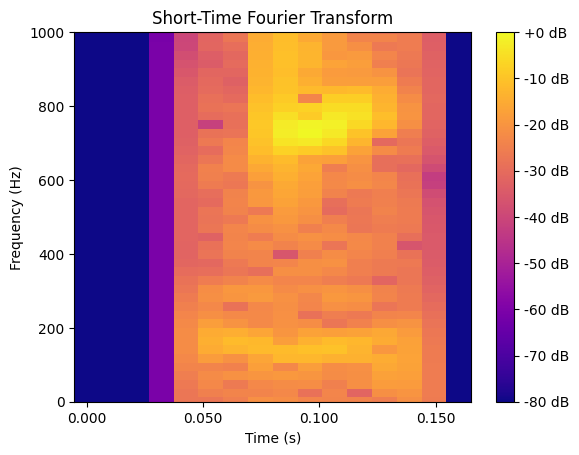 Short-Time Fourier Transform
1000
800
600
400
200
0
Frequency (Hz)
0.000
0.050
0.100
0.150
Time (s)
+0 dB
-10 dB
-20 dB
-30 dB
-40 dB
-50 dB
-60 dB
-70 dB
-80 dB